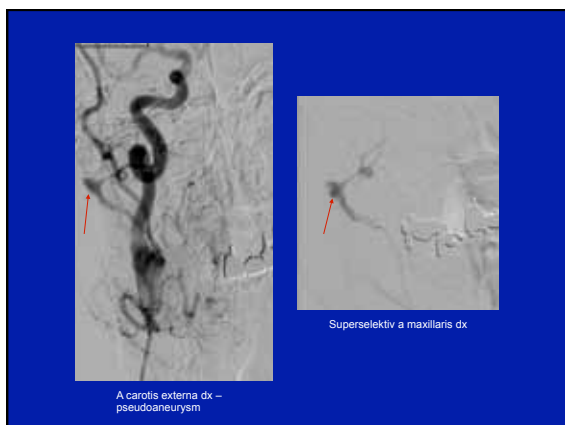 Superselektiv a maxillaris dx
A carotis externa dx –
pseudoaneurysm